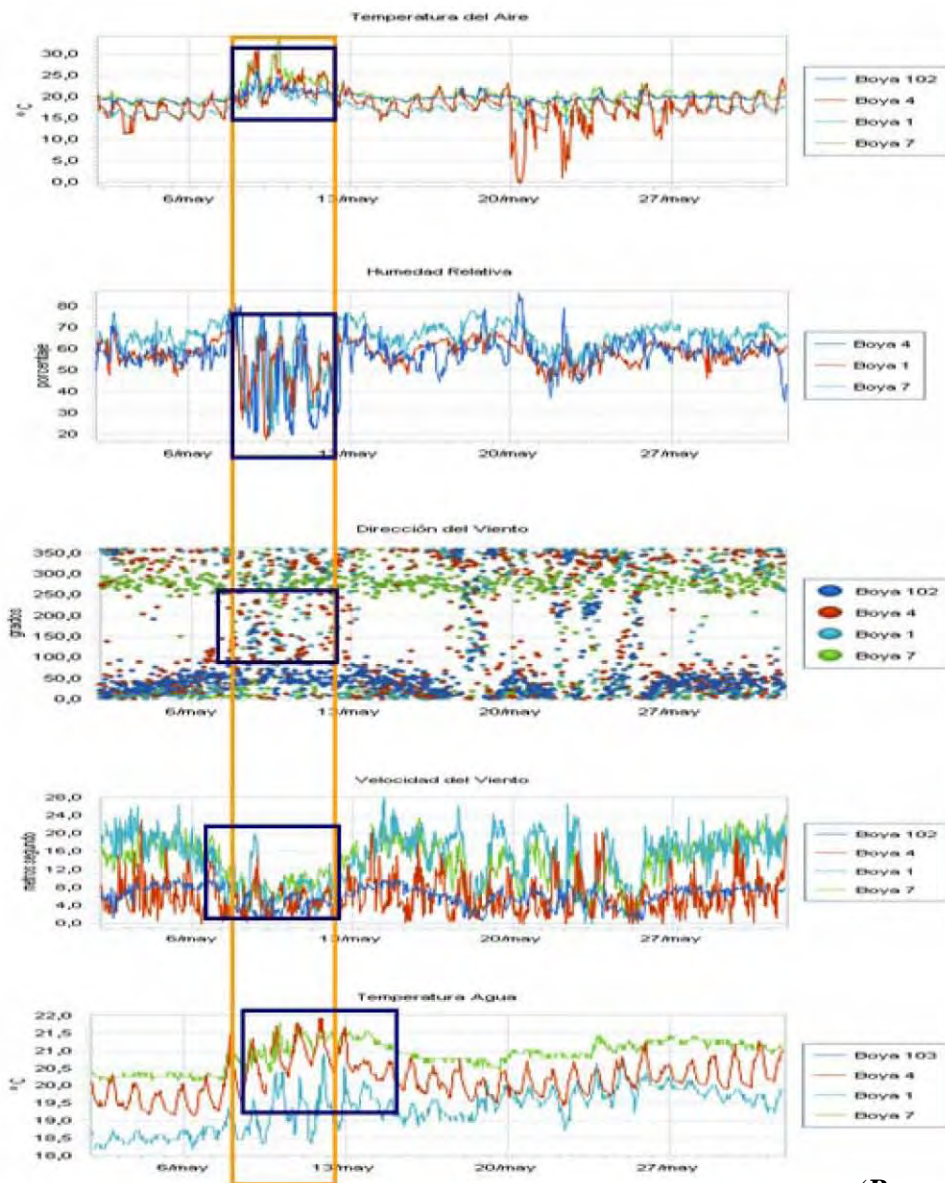 Temperatura del Aire
30,0
25,0
20,0
15,0
10,0
5,0
0,0
°C
6/may
13/may
20/may
27/may
Boya 102
Boya 4
Boya 1
Boya 7
Humedad Relativa
80
70
60
50
40
30
20
porcentaje
6/may
13/may
20/may
27/may
Boya 4
Boya 1
Boya 7
Dirección del Viento
350,0
300,0
250,0
200,0
150,0
100,0
50,0
0,0
grados
6/may
13/may
20/may
27/may
Boya 102
Boya 4
Boya 1
Boya 7
Velocidad del Viento
28,0
24,0
20,0
16,0
12,0
8,0
4,0
0,0
metros segundo
6/may
13/may
20/may
27/may
Boya 102
Boya 4
Boya 1
Boya 7
Temperatura Agua
22,0
21,5
21,0
20,5
20,0
19,5
19,0
18,5
18,0
°C
6/may
13/may
20/may
27/may
Boya 103
Boya 4
Boya 1
Boya 7